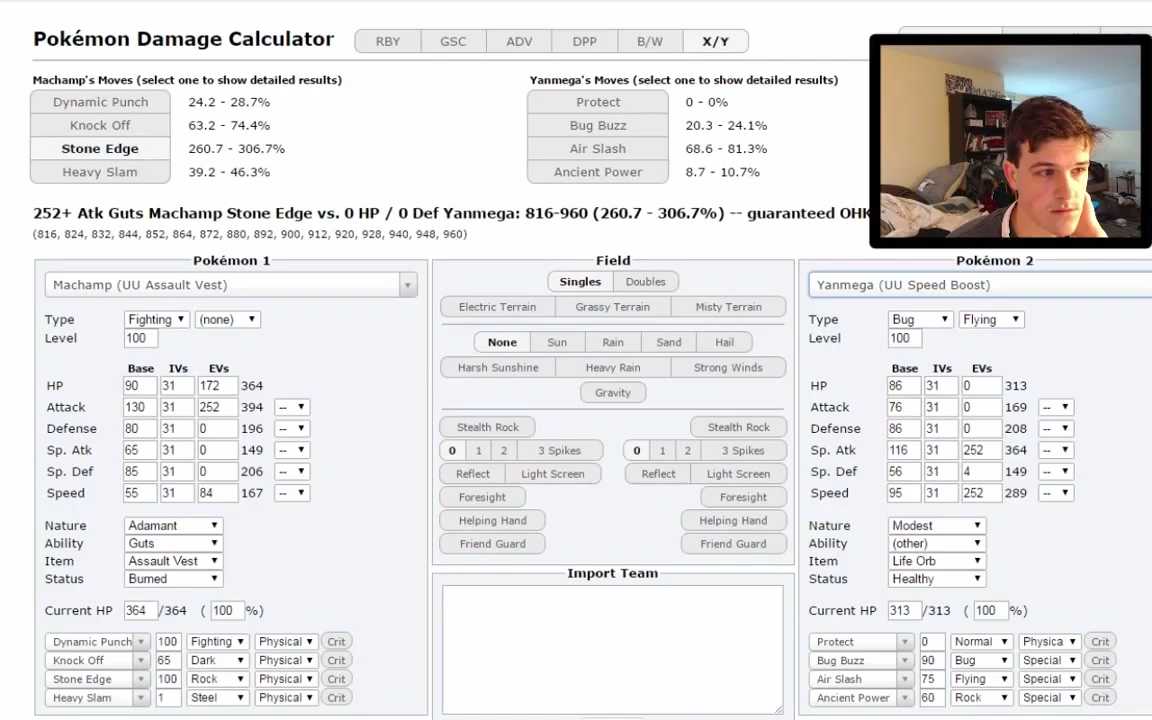 Pokémon Damage Calculator
RBY GSC ADV DPP B/W X/Y
Machamp's Moves (select one to show detailed results)
Dynamic Punch 24.2 - 28.7%
Knock Off 63.2 - 74.4%
Stone Edge 260.7 - 306.7%
Heavy Slam 39.2 - 46.3%
Yanmega's Moves (select one to show detailed results)
Protect 0 - 0%
Bug Buzz 20.3 - 24.1%
Air Slash 68.6 - 81.3%
Ancient Power 8.7 - 10.7%
252+ Atk Guts Machamp Stone Edge vs. 0 HP / 0 Def Yanmega: 816-960 (260.7 - 306.7%) -- guaranteed OHK
(816, 824, 832, 844, 852, 864, 872, 880, 892, 900, 912, 920, 928, 940, 948, 960)
Pokémon 1
Machamp (UU Assault Vest)
Type Fighting (none)
Level 100
Base IVs EVs
HP 90 31 172 364
Attack 130 31 252 394 --
Defense 80 31 0 196 --
Sp. Atk 65 31 0 149 --
Sp. Def 85 31 0 206 --
Speed 55 31 84 167 --
Nature Adamant
Ability Guts
Item Assault Vest
Status Burned
Current HP 364 /364 ( 100 %)
Dynamic Punch 100 Fighting Physical Crit
Knock Off 65 Dark Physical Crit
Stone Edge 100 Rock Physical Crit
Heavy Slam 1 Steel Physical Crit
Field
Singles Doubles
Electric Terrain Grassy Terrain Misty Terrain
None Sun Rain Sand Hail
Harsh Sunshine Heavy Rain Strong Winds
Gravity
Stealth Rock Stealth Rock
0 1 2 3 Spikes 0 1 2 3 Spikes
Reflect Light Screen Reflect Light Screen
Foresight Foresight
Helping Hand Helping Hand
Friend Guard Friend Guard
Import Team
Pokémon 2
Yanmega (UU Speed Boost)
Type Bug Flying
Level 100
Base IVs EVs
HP 86 31 0 313
Attack 76 31 0 169 --
Defense 86 31 0 208 --
Sp. Atk 116 31 252 364 --
Sp. Def 56 31 4 149 --
Speed 95 31 252 289 --
Nature Modest
Ability (other)
Item Life Orb
Status Healthy
Current HP 313 /313 ( 100 %)
Protect 0 Normal Physica Crit
Bug Buzz 90 Bug Special Crit
Air Slash 75 Flying Special Crit
Ancient Power 60 Rock Special Crit